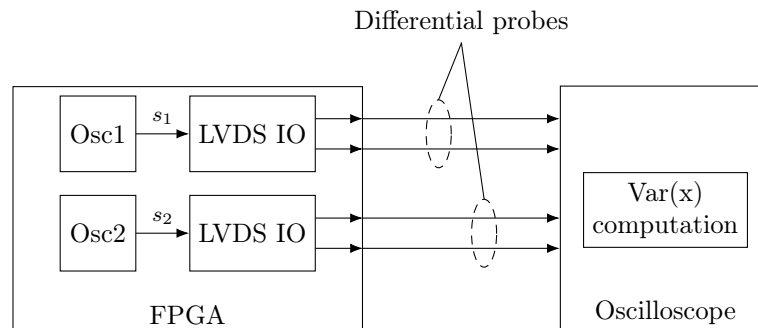 Differential probes
Osc1
s₁
LVDS IO
Osc2
s₂
LVDS IO
Var(x)
computation
FPGA
Oscilloscope